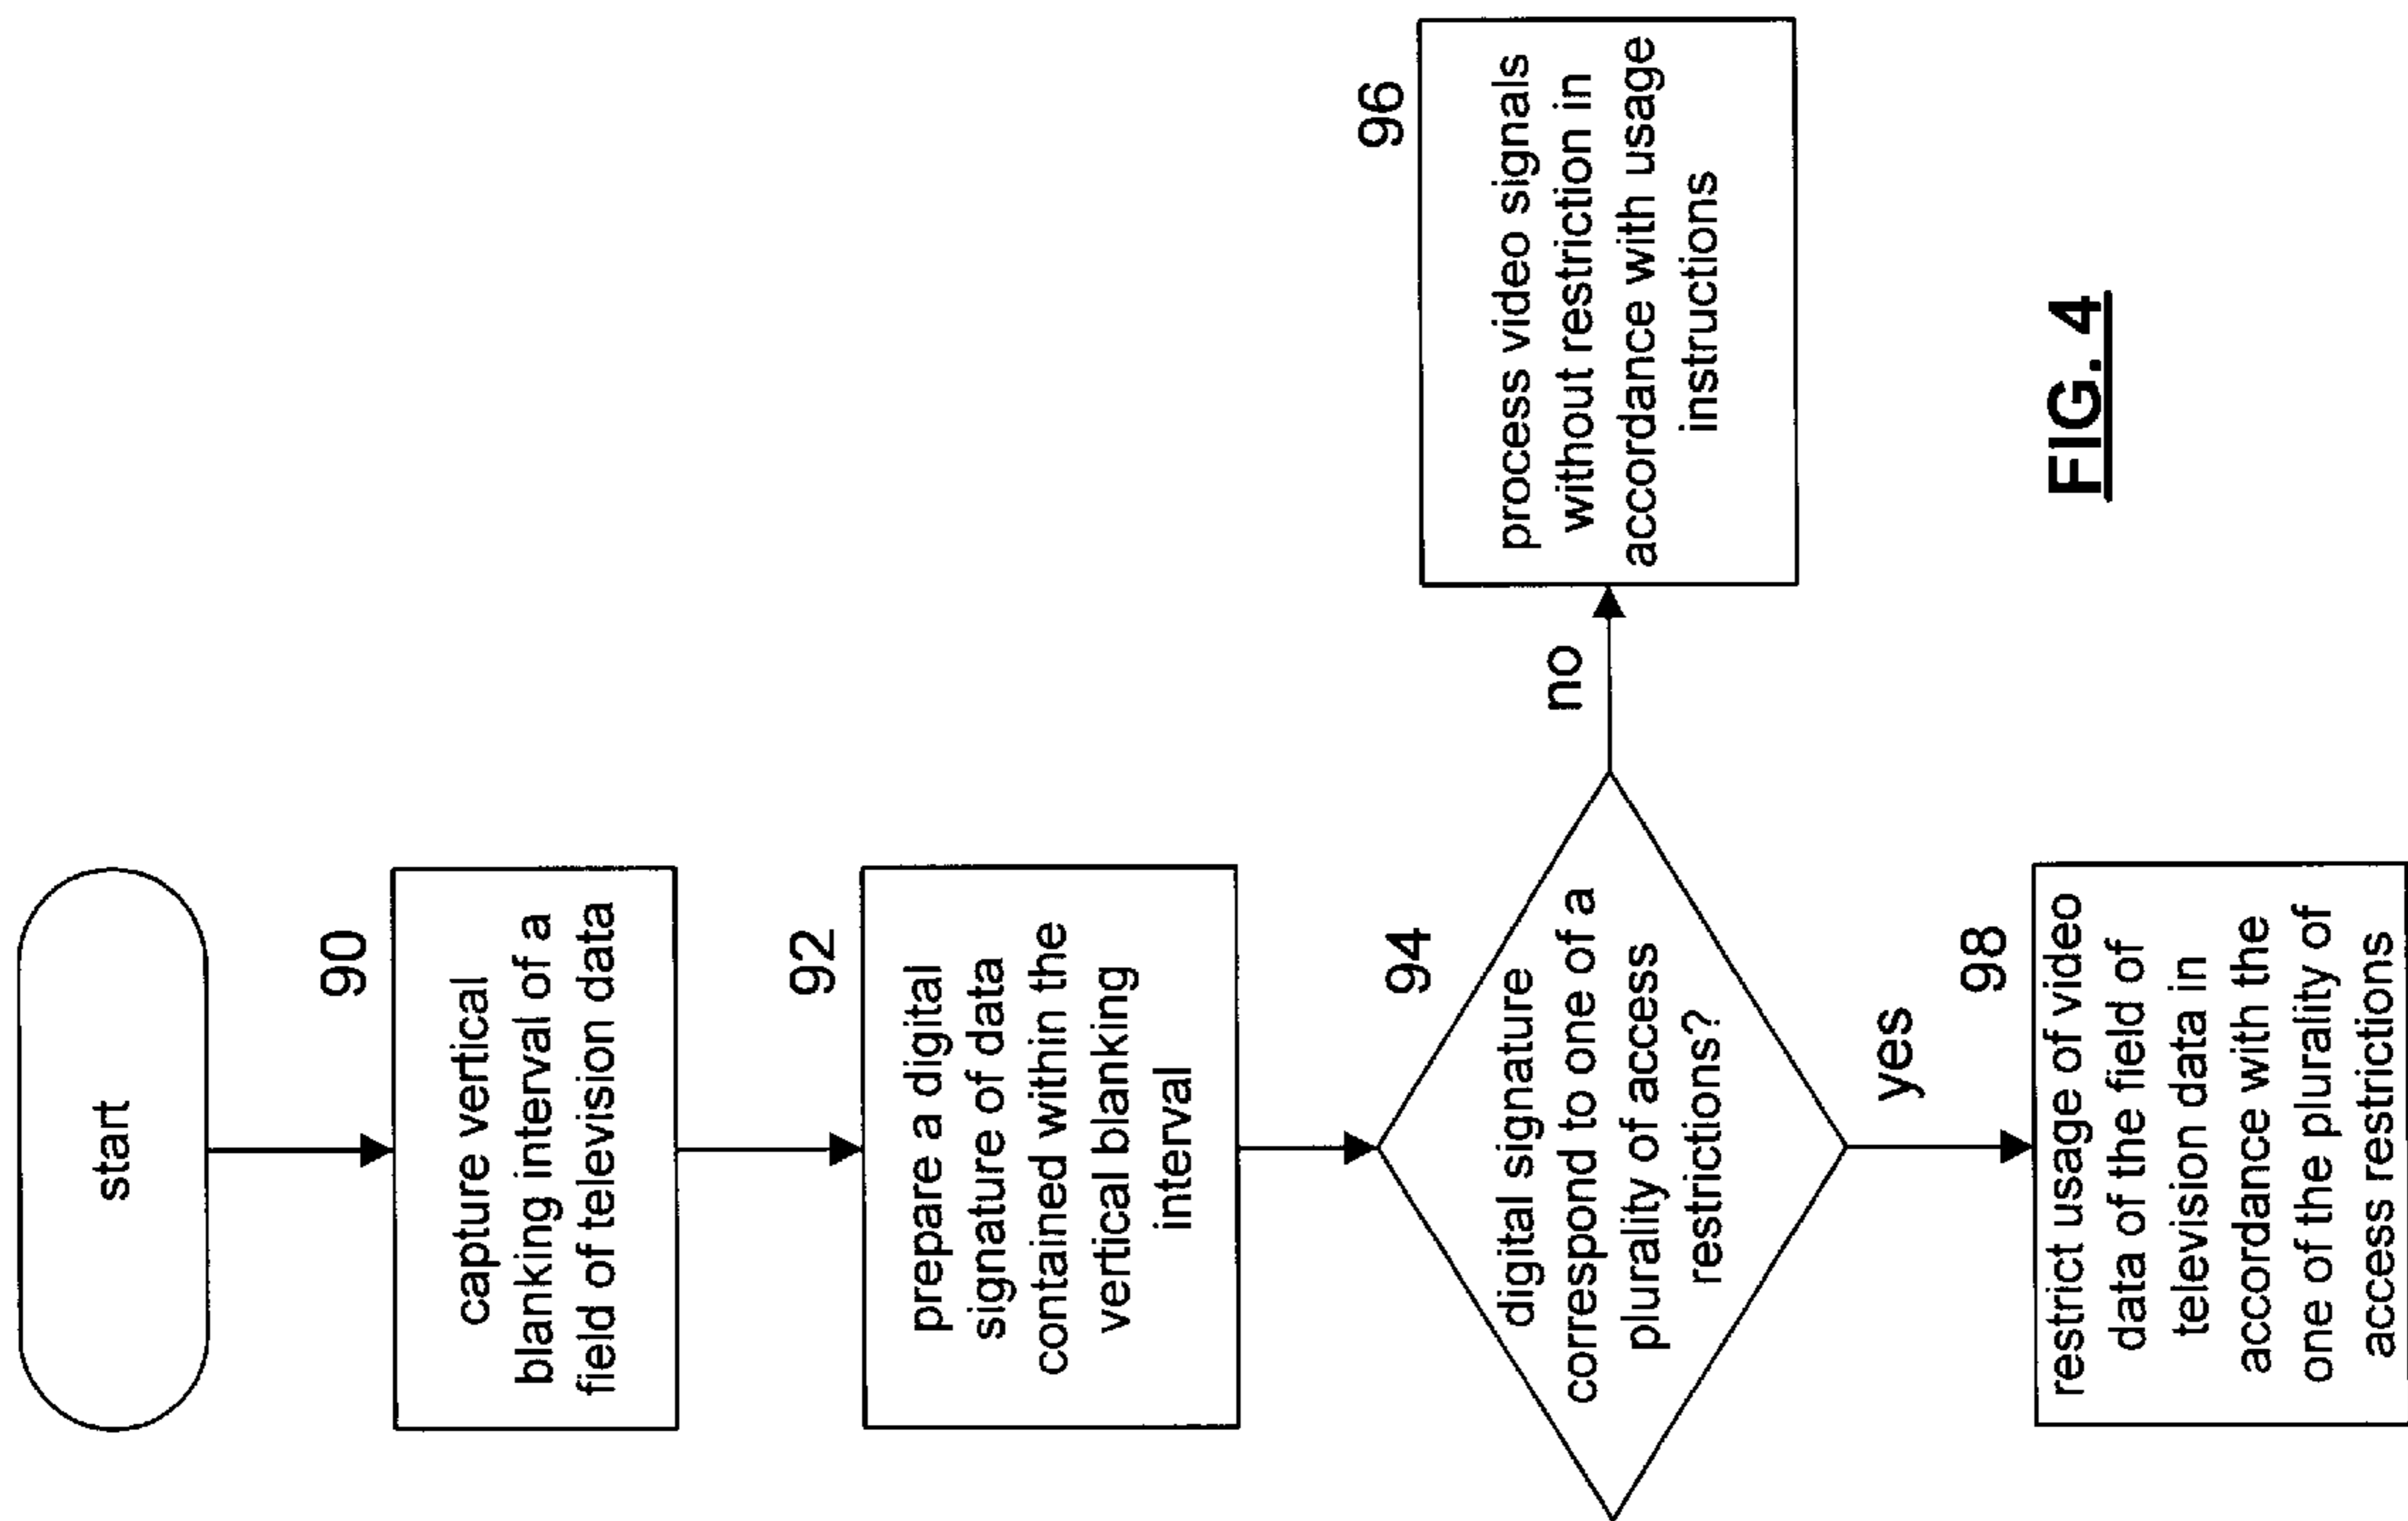 start
90
capture vertical
blanking interval of a
field of television data
92
prepare a digital
signature of data
contained within the
vertical blanking
interval
94
digital signature
correspond to one of a
plurality of access
restrictions?
no
96
process video signals
without restriction in
accordance with usage
instructions
yes
98
restrict usage of video
data of the field of
television data in
accordance with the
one of the plurality of
access restrictions
FIG. 4